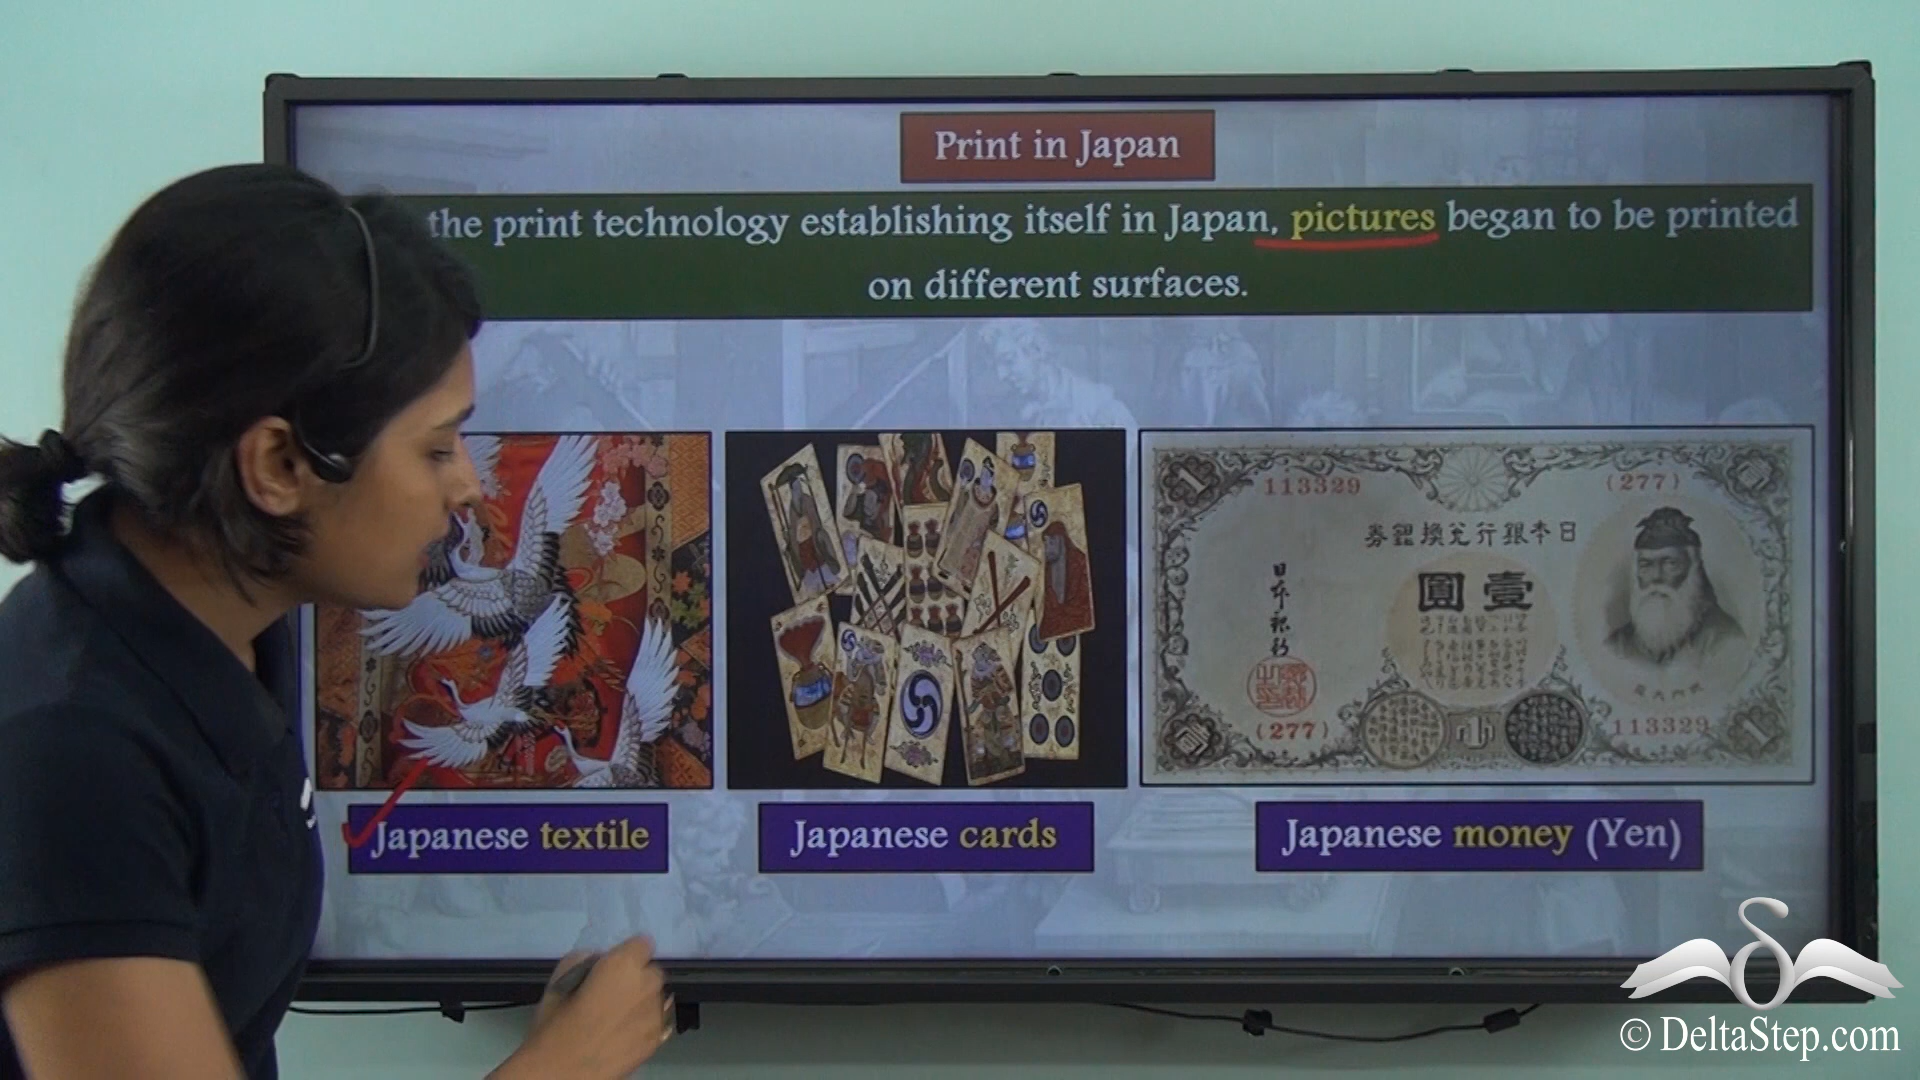 Print in Japan
the print technology establishing itself in Japan, pictures began to be printed
on different surfaces.
113329
(277)
券銀換兌行銀本日
圓壹
(277)
113329
Japanese textile
Japanese cards
Japanese money (Yen)
© DeltaStep.com